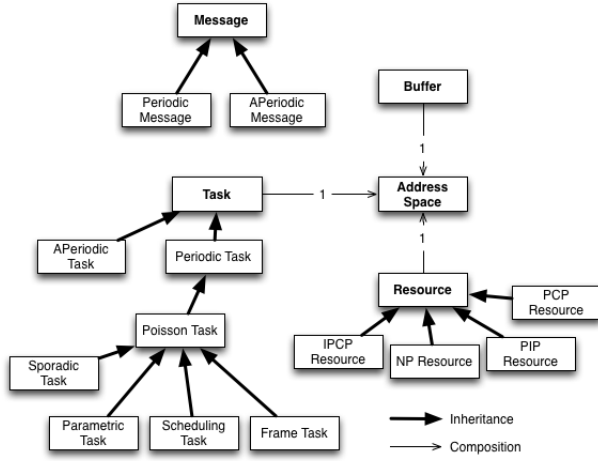 Message
Periodic
Message
APeriodic
Message
Buffer
1
Task
1
Address
Space
APeriodic
Task
Periodic Task
1
Resource
PCP
Resource
Poisson Task
IPCP
Resource
NP Resource
PIP
Resource
Sporadic
Task
Parametric
Task
Scheduling
Task
Frame Task
Inheritance
Composition